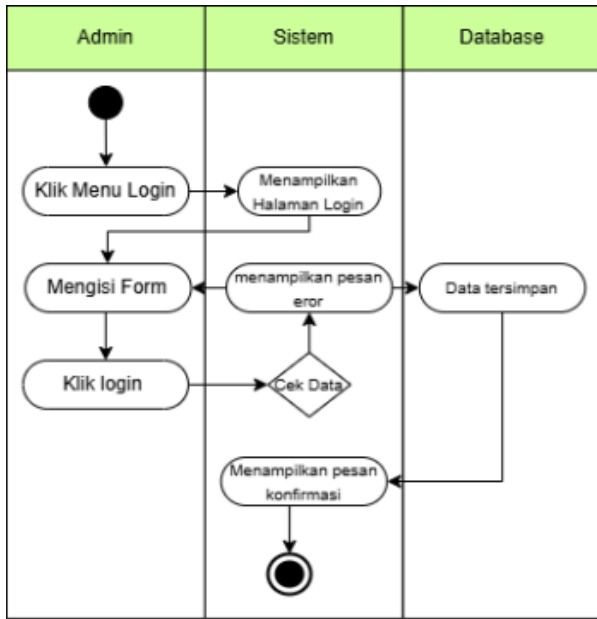 Admin
Sistem
Database
Klik Menu Login
Menampilkan
Halaman Login
Mengisi Form
menampilkan pesan
eror
Data tersimpan
Klik login
Cek Data
Menampilkan pesan
konfirmasi